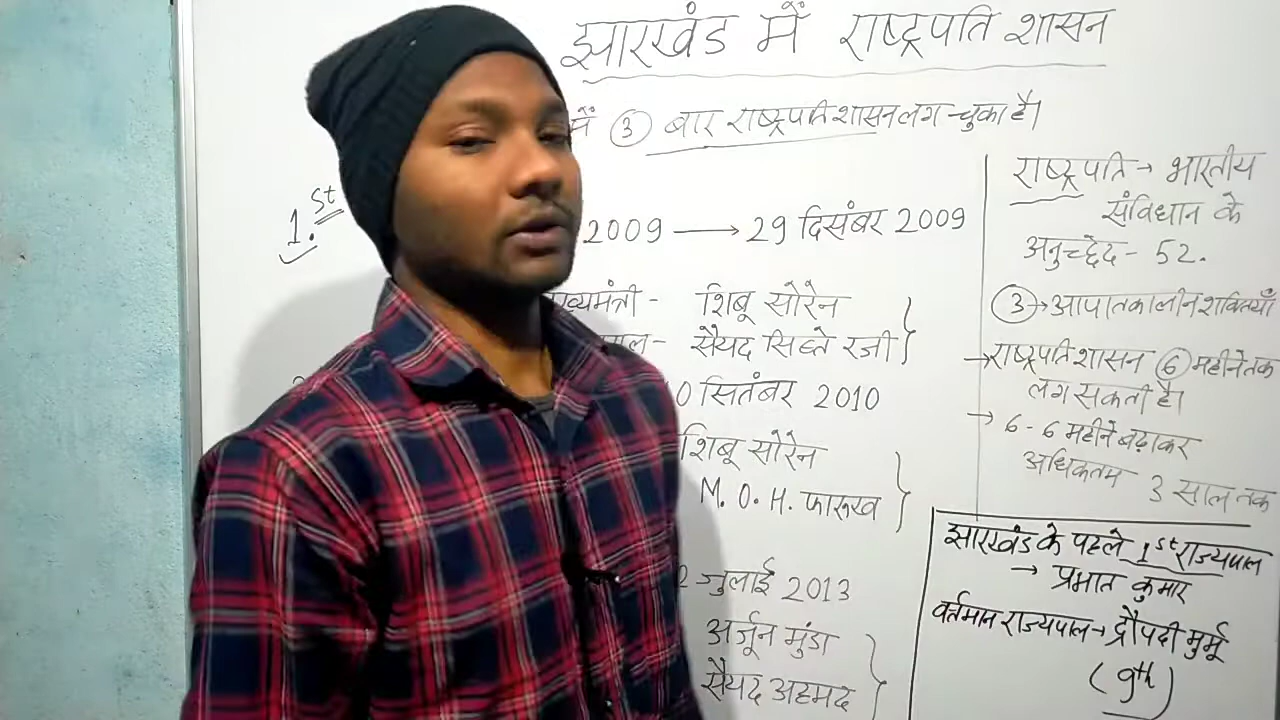 झारखंड में राष्ट्रपति शासन
में 3 बार राष्ट्रपति शासन लग चुका है।
1.st
2009 → 29 दिसंबर 2009
ख्यमंत्री - शिबू सोरेन
पाल- सैयद सिब्ते रजी
0 सितंबर 2010
शिबू सोरेन
M. O. H. फारूख
2 जुलाई 2013
अर्जून मुंडा
सैयद अहमद
राष्ट्रपति → भारतीय
संविधान के
अनुच्छेद - 52.
3 → आपातकालीन शक्तियाँ
→ राष्ट्रपति शासन 6 महीने तक
लग सकती है।
→ 6 - 6 महीने बढ़ाकर
अधिकतम 3 साल तक
झारखंड के पहले 1st राज्यपाल
→ प्रभात कुमार
वर्तमान राज्यपाल → द्रौपदी मुर्मू
(9th)